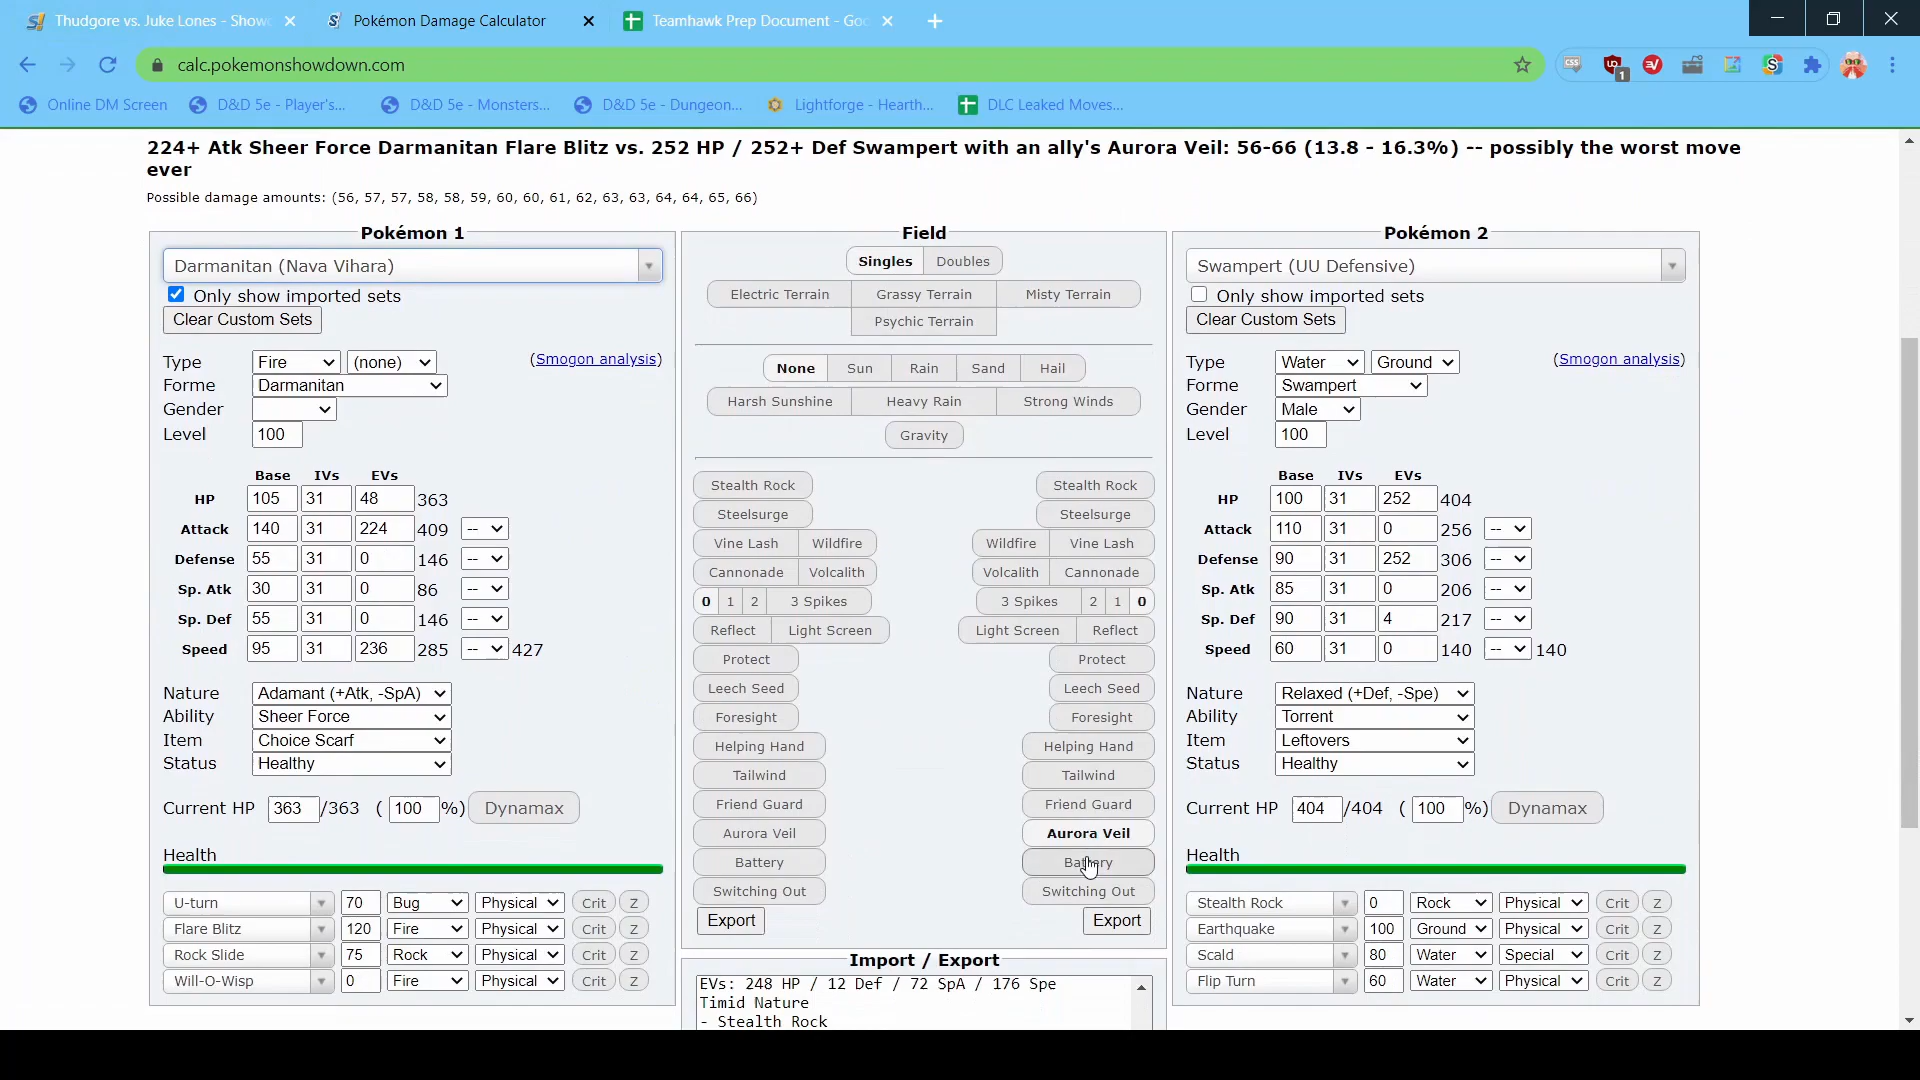 Thudgore vs. Juke Lones - Show
Pokémon Damage Calculator
Teamhawk Prep Document - Goo
calc.pokemonshowdown.com
1
Online DM Screen
D&D 5e - Player's...
D&D 5e - Monsters...
D&D 5e - Dungeon...
Lightforge - Hearth...
DLC Leaked Moves...
224+ Atk Sheer Force Darmanitan Flare Blitz vs. 252 HP / 252+ Def Swampert with an ally's Aurora Veil: 56-66 (13.8 - 16.3%) -- possibly the worst move
ever
Possible damage amounts: (56, 57, 57, 58, 58, 59, 60, 60, 61, 62, 63, 63, 64, 64, 65, 66)
Pokémon 1
Darmanitan (Nava Vihara)
Only show imported sets
Clear Custom Sets
Type Fire (none) (Smogon analysis)
Forme Darmanitan
Gender
Level 100
Base IVs EVs
HP 105 31 48 363
Attack 140 31 224 409 --
Defense 55 31 0 146 --
Sp. Atk 30 31 0 86 --
Sp. Def 55 31 0 146 --
Speed 95 31 236 285 -- 427
Nature Adamant (+Atk, -SpA)
Ability Sheer Force
Item Choice Scarf
Status Healthy
Current HP 363 /363 ( 100 %) Dynamax
Health
U-turn 70 Bug Physical Crit Z
Flare Blitz 120 Fire Physical Crit Z
Rock Slide 75 Rock Physical Crit Z
Will-O-Wisp 0 Fire Physical Crit Z
Field
Singles Doubles
Electric Terrain Grassy Terrain Misty Terrain
Psychic Terrain
None Sun Rain Sand Hail
Harsh Sunshine Heavy Rain Strong Winds
Gravity
Stealth Rock Stealth Rock
Steelsurge Steelsurge
Vine Lash Wildfire Wildfire Vine Lash
Cannonade Volcalith Volcalith Cannonade
0 1 2 3 Spikes 3 Spikes 2 1 0
Reflect Light Screen Light Screen Reflect
Protect Protect
Leech Seed Leech Seed
Foresight Foresight
Helping Hand Helping Hand
Tailwind Tailwind
Friend Guard Friend Guard
Aurora Veil Aurora Veil
Battery Battery
Switching Out Switching Out
Export Export
Import / Export
EVs: 248 HP / 12 Def / 72 SpA / 176 Spe
Timid Nature
- Stealth Rock
Pokémon 2
Swampert (UU Defensive)
Only show imported sets
Clear Custom Sets
Type Water Ground (Smogon analysis)
Forme Swampert
Gender Male
Level 100
Base IVs EVs
HP 100 31 252 404
Attack 110 31 0 256 --
Defense 90 31 252 306 --
Sp. Atk 85 31 0 206 --
Sp. Def 90 31 4 217 --
Speed 60 31 0 140 -- 140
Nature Relaxed (+Def, -Spe)
Ability Torrent
Item Leftovers
Status Healthy
Current HP 404 /404 ( 100 %) Dynamax
Health
Stealth Rock 0 Rock Physical Crit Z
Earthquake 100 Ground Physical Crit Z
Scald 80 Water Special Crit Z
Flip Turn 60 Water Physical Crit Z